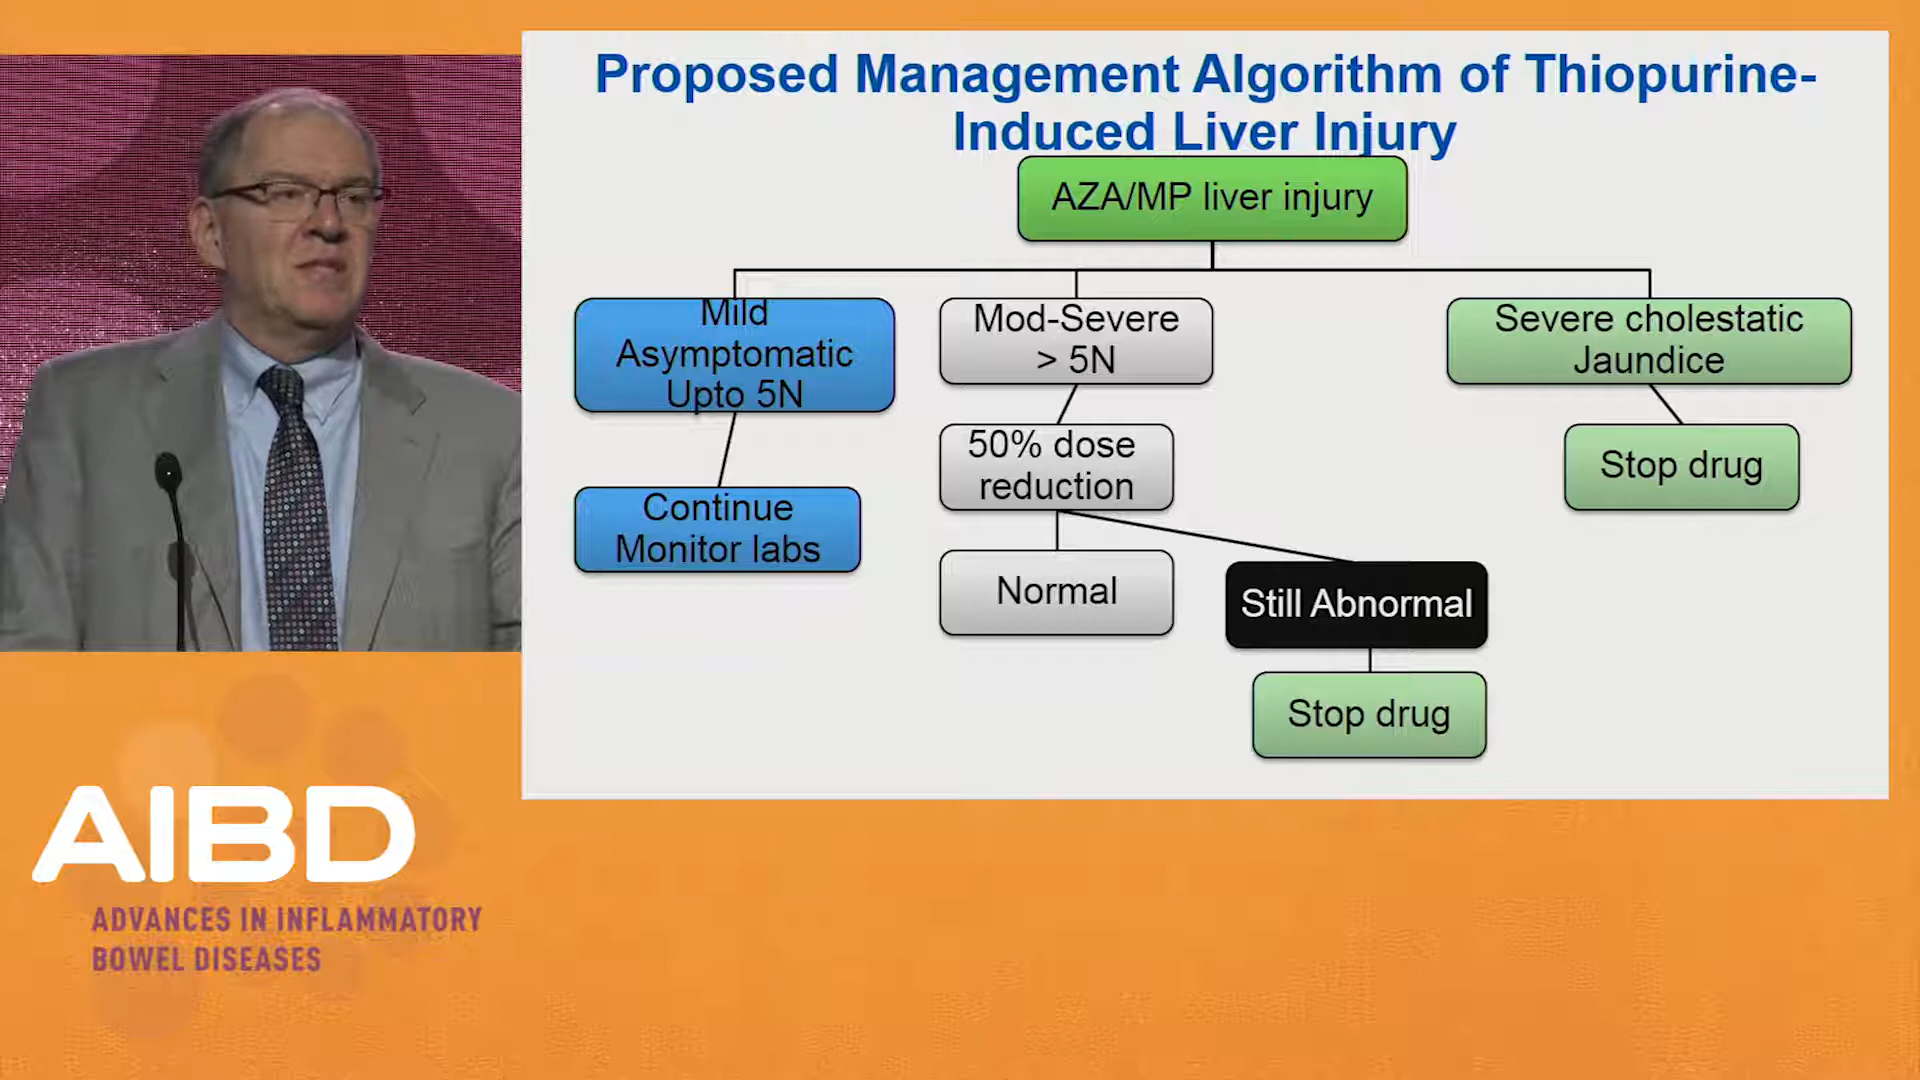 Proposed Management Algorithm of Thiopurine-
Induced Liver Injury
AZA/MP liver injury
Mild
Asymptomatic
Upto 5N
Mod-Severe
> 5N
Severe cholestatic
Jaundice
50% dose
reduction
Stop drug
Continue
Monitor labs
Normal
Still Abnormal
Stop drug
AIBD
ADVANCES IN INFLAMMATORY
BOWEL DISEASES